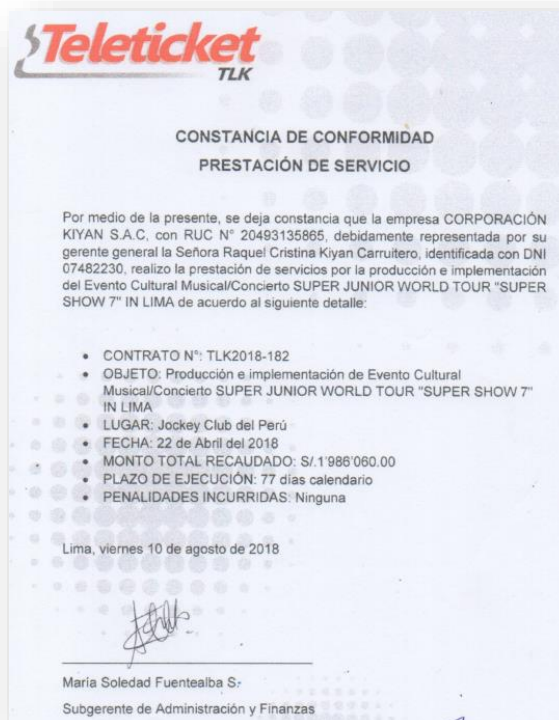 Teleticket
TLK
CONSTANCIA DE CONFORMIDAD
PRESTACIÓN DE SERVICIO
Por medio de la presente, se deja constancia que la empresa CORPORACIÓN
KIYAN S.A.C, con RUC N° 20493135865, debidamente representada por su
gerente general la Señora Raquel Cristina Kiyan Carruitero, identificada con DNI
07482230, realizo la prestación de servicios por la producción e implementación
del Evento Cultural Musical/Concierto SUPER JUNIOR WORLD TOUR "SUPER
SHOW 7" IN LIMA de acuerdo al siguiente detalle:
• CONTRATO N°: TLK2018-182
• OBJETO: Producción e implementación de Evento Cultural
Musical/Concierto SUPER JUNIOR WORLD TOUR "SUPER SHOW 7"
IN LIMA
• LUGAR: Jockey Club del Perú
• FECHA: 22 de Abril del 2018
• MONTO TOTAL RECAUDADO: S/.1'986'060.00
• PLAZO DE EJECUCIÓN: 77 días calendario
• PENALIDADES INCURRIDAS: Ninguna
Lima, viernes 10 de agosto de 2018
María Soledad Fuentealba S.
Subgerente de Administración y Finanzas